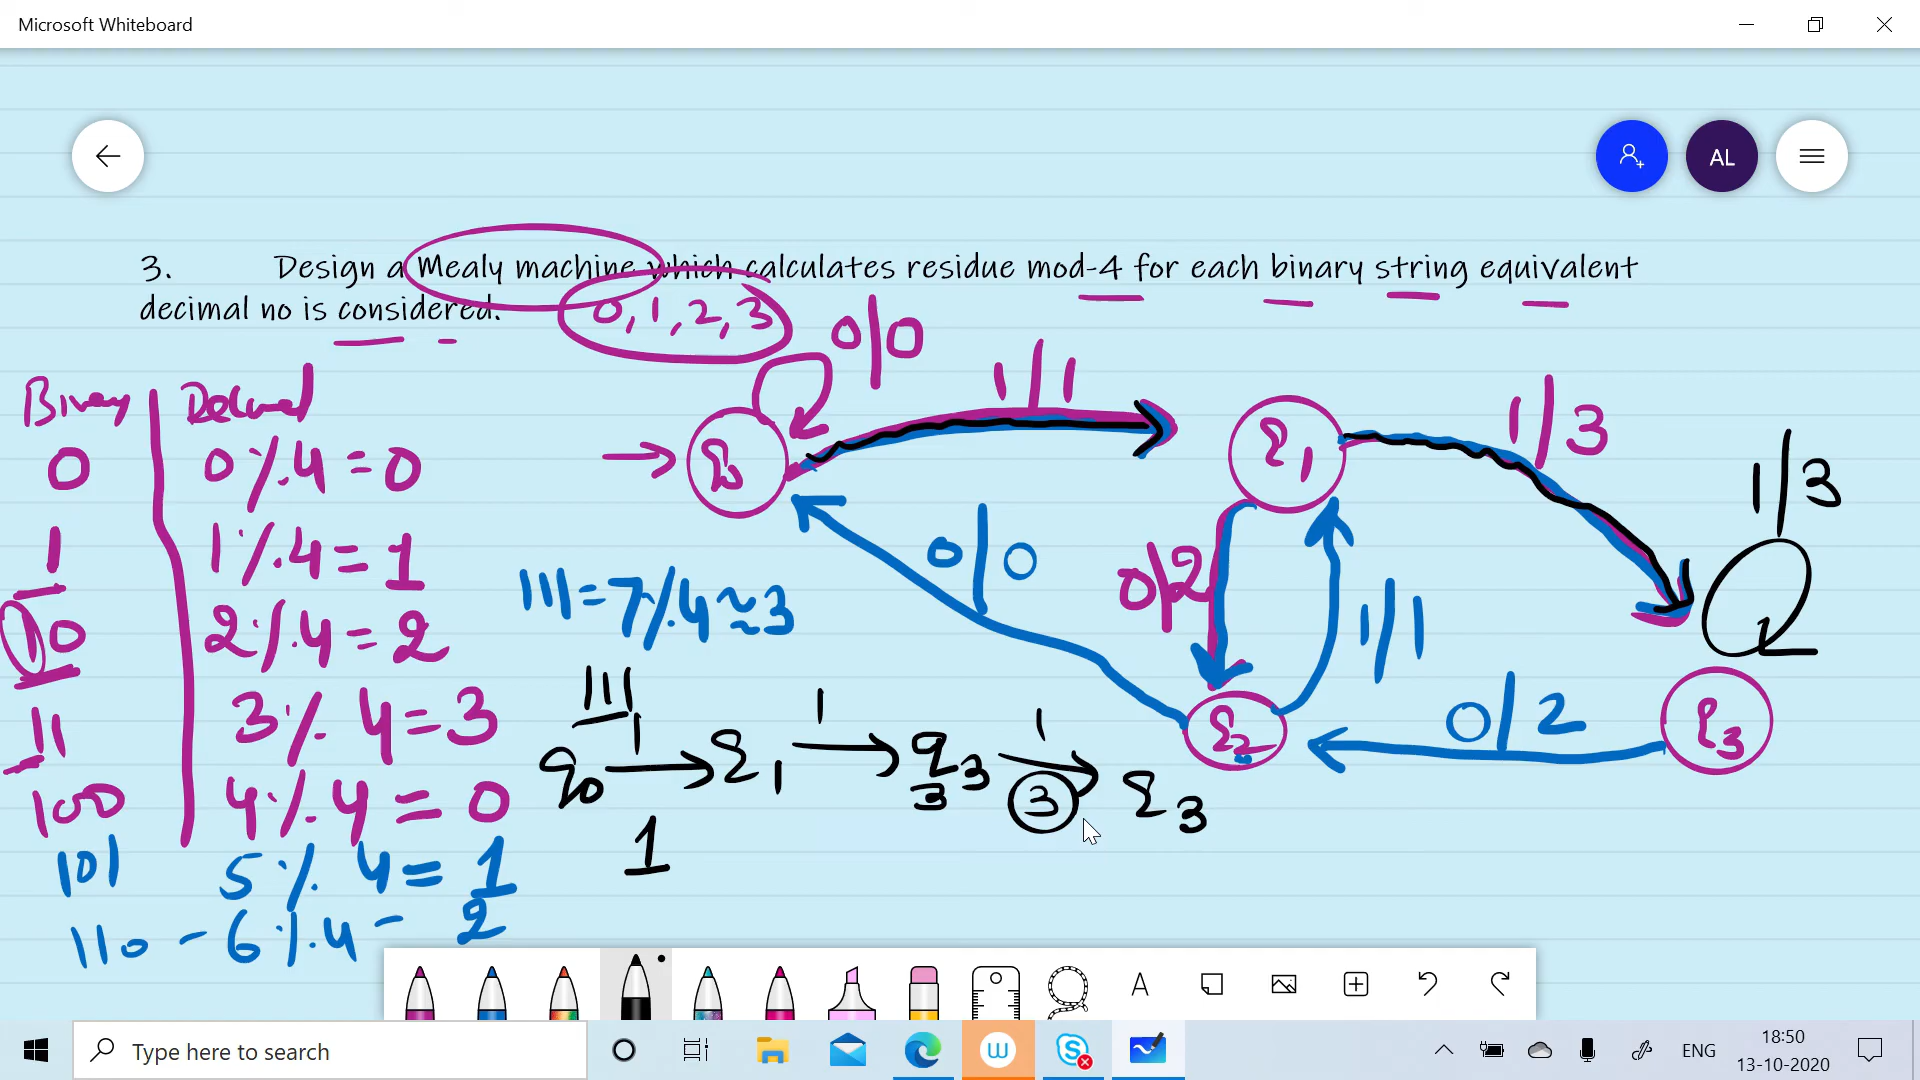 Microsoft Whiteboard
AL
3. Design a Mealy machine which calculates residue mod-4 for each binary string equivalent
decimal no is considered.
0, 1, 2, 3
0/0
1/1
1/3
1/3
Binary
0 0%4=0
1 1%4=1
10 2%4=2
11 3%4=3
100 4%4=0
101 5%4=1
110 - 6%4- 2
q0
q1
0/0
0/2
1/1
111=7%4≈3
q2
0/2
q3
111
q0 1 q1 1 q3 1 q3
1 3 3
A
Type here to search
W
S
ENG
18:50
13-10-2020